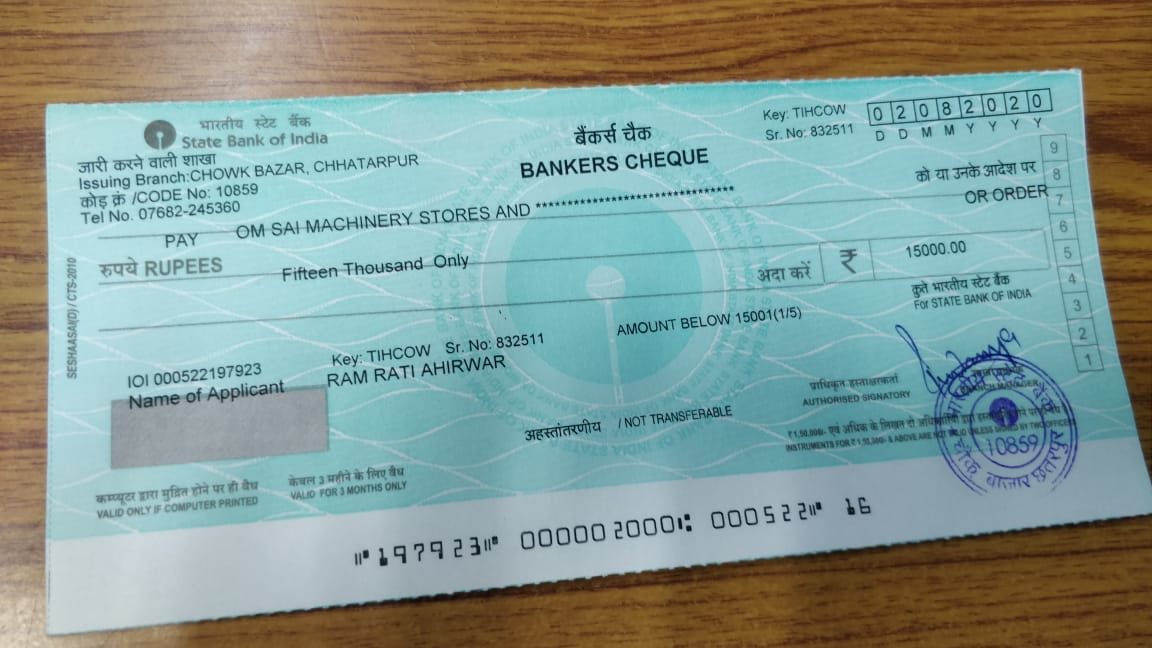 भारतीय स्टेट बैंक
State Bank of India
जारी करने वाली शाखा
Issuing Branch:CHOWK BAZAR, CHHATARPUR
कोड़ क्रं /CODE No: 10859
Tel No. 07682-245360
बैंकर्स चैक
BANKERS CHEQUE
Key: TIHCOW
Sr. No: 832511
0 2 0 8 2 0 2 0
D D M M Y Y Y Y
को या उनके आदेश पर
OR ORDER
PAY OM SAI MACHINERY STORES AND **********************************
रुपये RUPEES Fifteen Thousand Only
अदा करें ₹ 15000.00
कृते भारतीय स्टेट बैंक
For STATE BANK OF INDIA
9
8
7
6
5
4
3
2
1
SESHAASAI(D) / CTS-2010
AMOUNT BELOW 15001(1/5)
IOI 000522197923 Key: TIHCOW Sr. No: 832511
Name of Applicant RAM RATI AHIRWAR
प्राधिकृत हस्ताक्षरकर्ता
AUTHORISED SIGNATORY
BRANCH MANAGER
अहस्तांतरणीय / NOT TRANSFERABLE
₹ 1,50,000/- एवं अधिक के लिखत दो
INSTRUMENTS FOR ₹ 1,50,000/- & ABOVE ARE NOT VALID UNLESS SIGNED BY TWO OFFICERS
10859
चौक बाजार छतरपुर
कम्प्यूटर द्वारा मुद्रित होने पर ही वैध
VALID ONLY IF COMPUTER PRINTED
केवल 3 महीने के लिए वैध
VALID FOR 3 MONTHS ONLY
⑈197923⑈ 000002000⑆ 000522⑈ 16